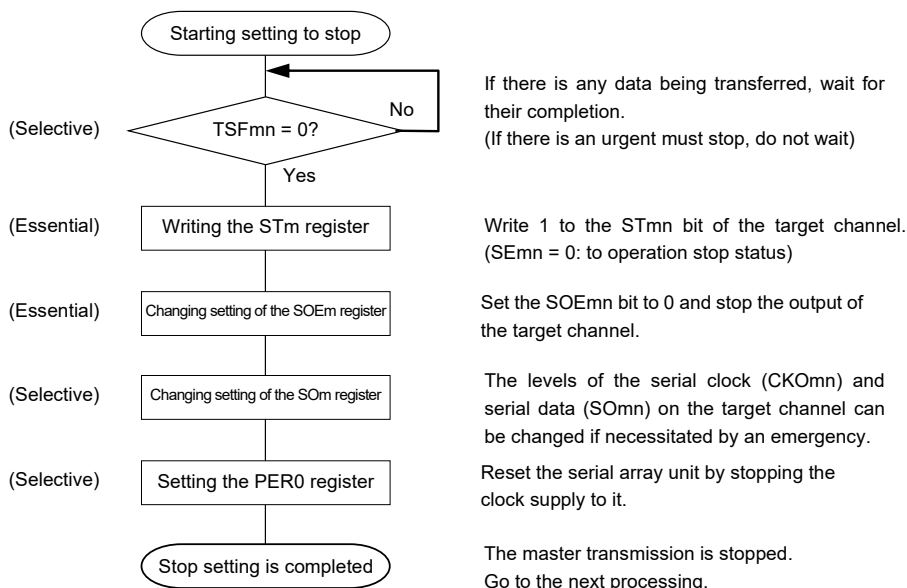 Starting setting to stop
No
If there is any data being transferred, wait for
their completion.
(If there is an urgent must stop, do not wait)
(Selective)
TSFmn = 0?
Yes
(Essential)
Writing the STm register
Write 1 to the STmn bit of the target channel.
(SEmn = 0: to operation stop status)
(Essential)
Changing setting of the SOEm register
Set the SOEmn bit to 0 and stop the output of
the target channel.
(Selective)
Changing setting of the SOm register
The levels of the serial clock (CKOmn) and
serial data (SOmn) on the target channel can
be changed if necessitated by an emergency.
(Selective)
Setting the PER0 register
Reset the serial array unit by stopping the
clock supply to it.
Stop setting is completed
The master transmission is stopped.
Go to the next processing.